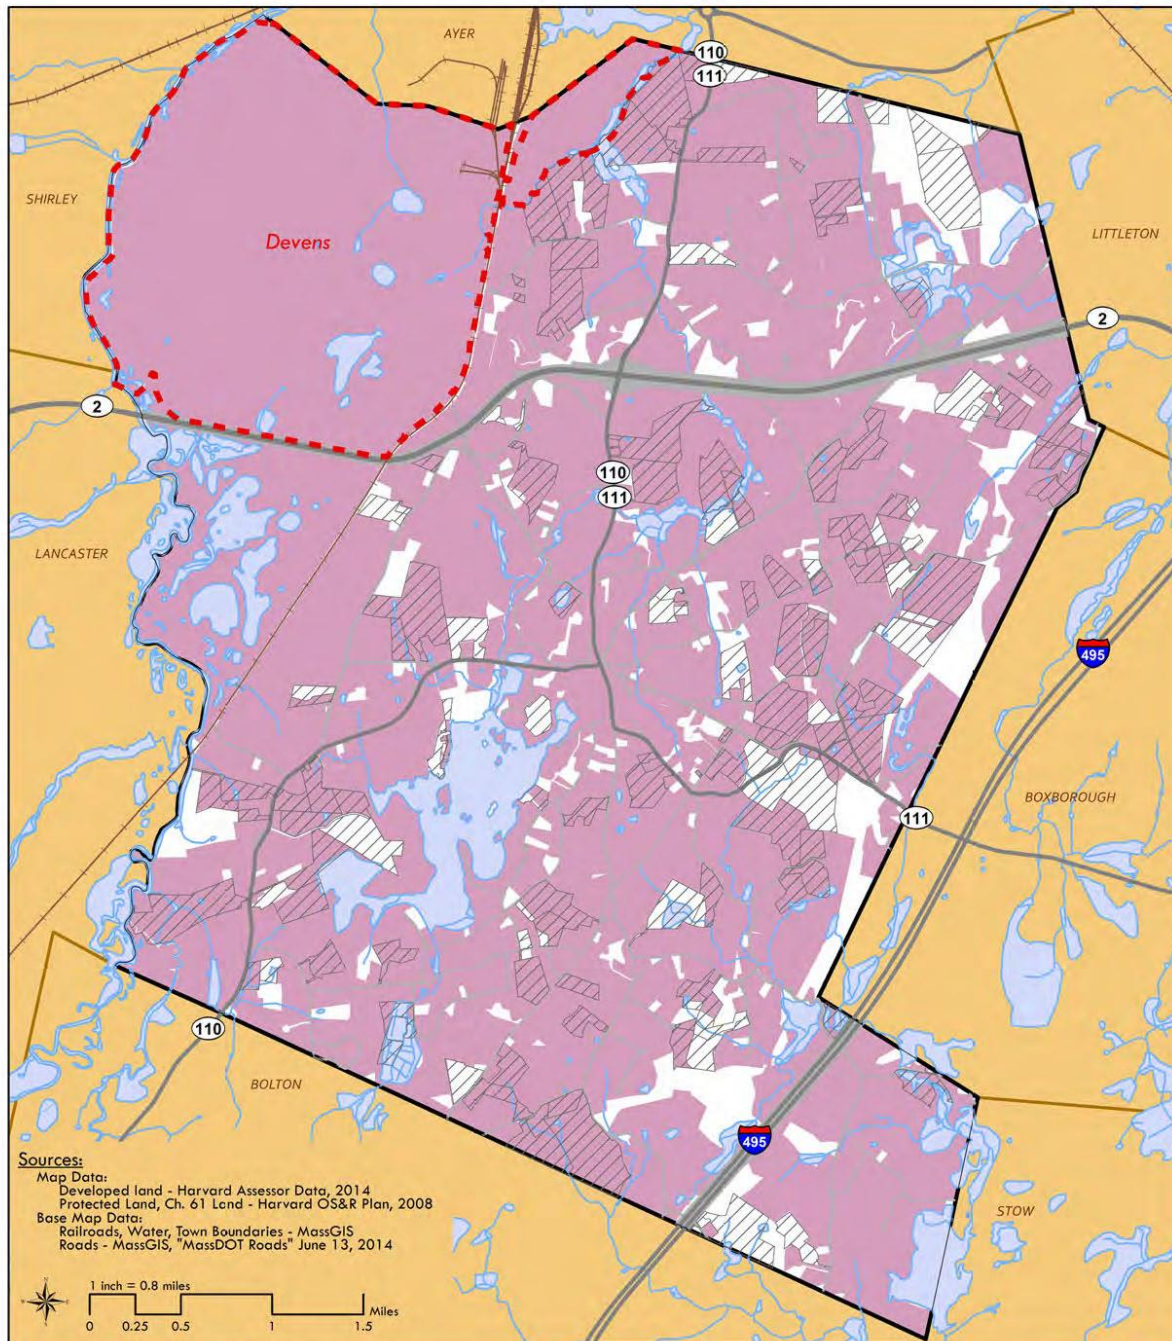 AYER
110
111
SHIRLEY
Devens
LITTLETON
2
2
110
111
LANCASTER
495
BOXBOROUGH
111
110
BOLTON
495
STOW
Sources:
Map Data:
Developed land - Harvard Assessor Data, 2014
Protected Land, Ch. 61 Land - Harvard OS&R Plan, 2008
Base Map Data:
Railroads, Water, Town Boundaries - MassGIS
Roads - MassGIS, "MassDOT Roads" June 13, 2014
1 inch = 0.8 miles
Miles
0 0.25 0.5 1 1.5